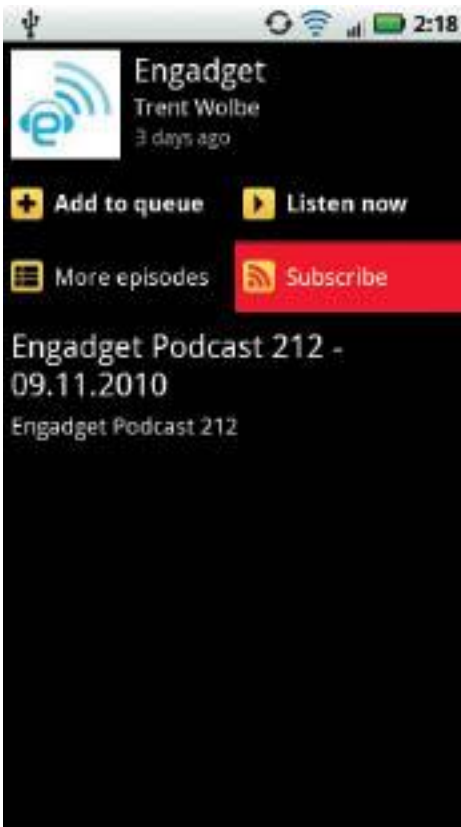 2:18
Engadget
Trent Wolbe
3 days ago
Add to queue
Listen now
More episodes
Subscribe
Engadget Podcast 212 -
09.11.2010
Engadget Podcast 212